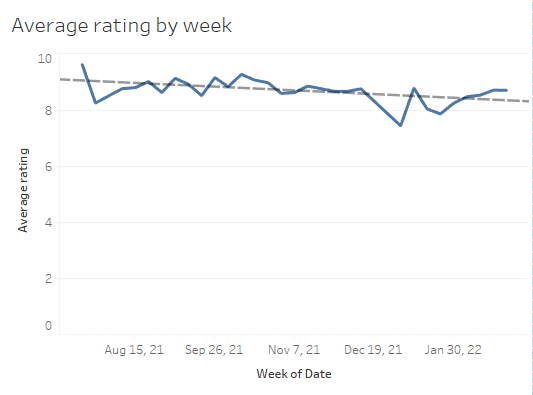 Average rating by week
10
8
6
4
2
0
Average rating
Aug 15, 21 Sep 26, 21 Nov 7, 21 Dec 19, 21 Jan 30, 22
Week of Date